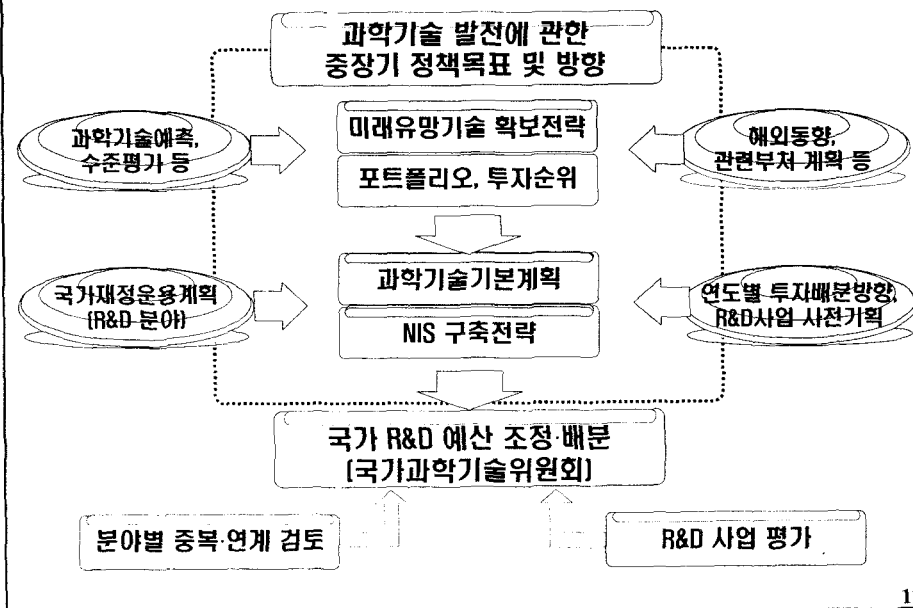 과학기술 발전에 관한
중장기 정책목표 및 방향
과학기술예측,
수준평가 등
미래유망기술 확보전략
포트폴리오, 투자순위
해외동향,
관련부처 계획 등
국가재정운용계획
(R&D 분야)
과학기술기본계획
NIS 구축전략
연도별 투자배분방향,
R&D사업 사전기획
국가 R&D 예산 조정·배분
(국가과학기술위원회)
분야별 중복·연계 검토
R&D 사업 평가